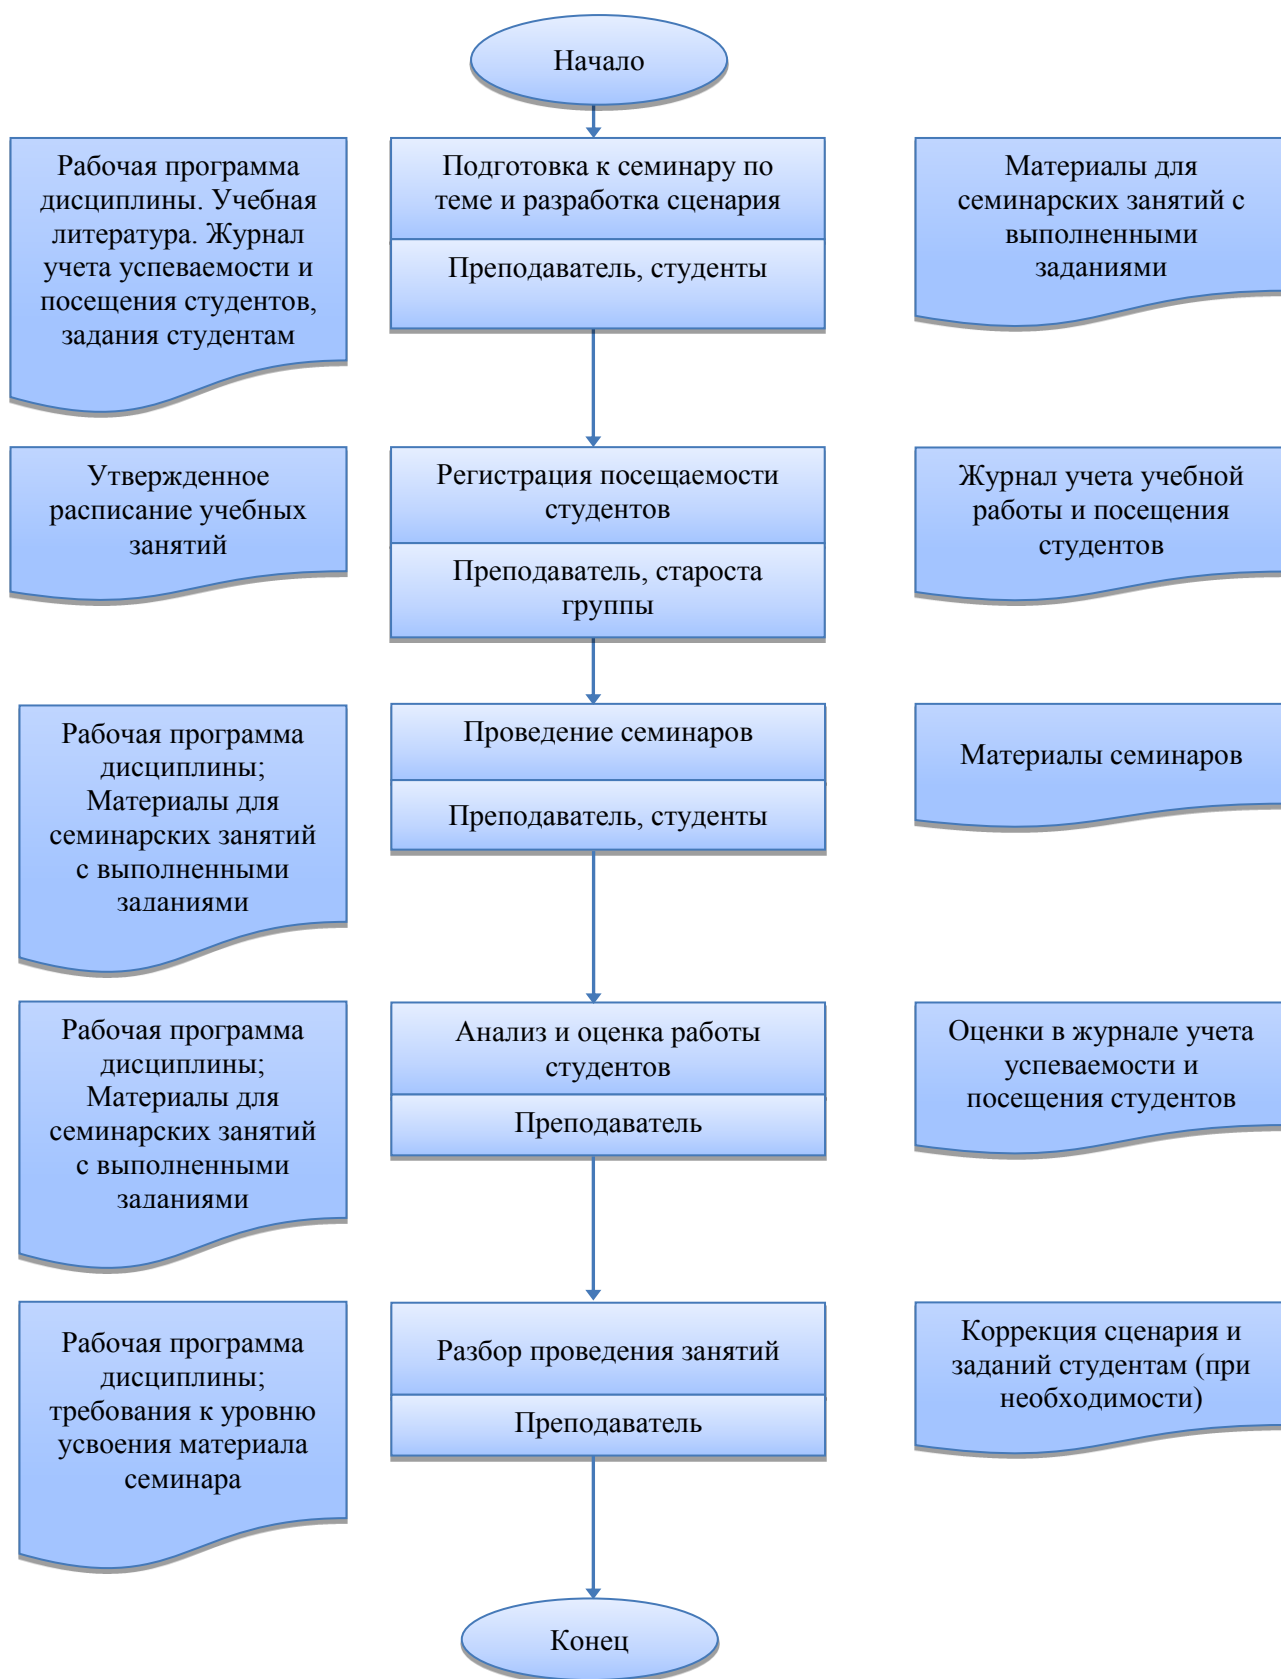 Начало
Рабочая программа
дисциплины. Учебная
литература. Журнал
учета успеваемости и
посещения студентов,
задания студентам
Подготовка к семинару по
теме и разработка сценария
Преподаватель, студенты
Материалы для
семинарских занятий с
выполненными
заданиями
Утвержденное
расписание учебных
занятий
Регистрация посещаемости
студентов
Преподаватель, староста
группы
Журнал учета учебной
работы и посещения
студентов
Рабочая программа
дисциплины;
Материалы для
семинарских занятий
с выполненными
заданиями
Проведение семинаров
Преподаватель, студенты
Материалы семинаров
Рабочая программа
дисциплины;
Материалы для
семинарских занятий
с выполненными
заданиями
Анализ и оценка работы
студентов
Преподаватель
Оценки в журнале учета
успеваемости и
посещения студентов
Рабочая программа
дисциплины;
требования к уровню
усвоения материала
семинара
Разбор проведения занятий
Преподаватель
Коррекция сценария и
заданий студентам (при
необходимости)
Конец